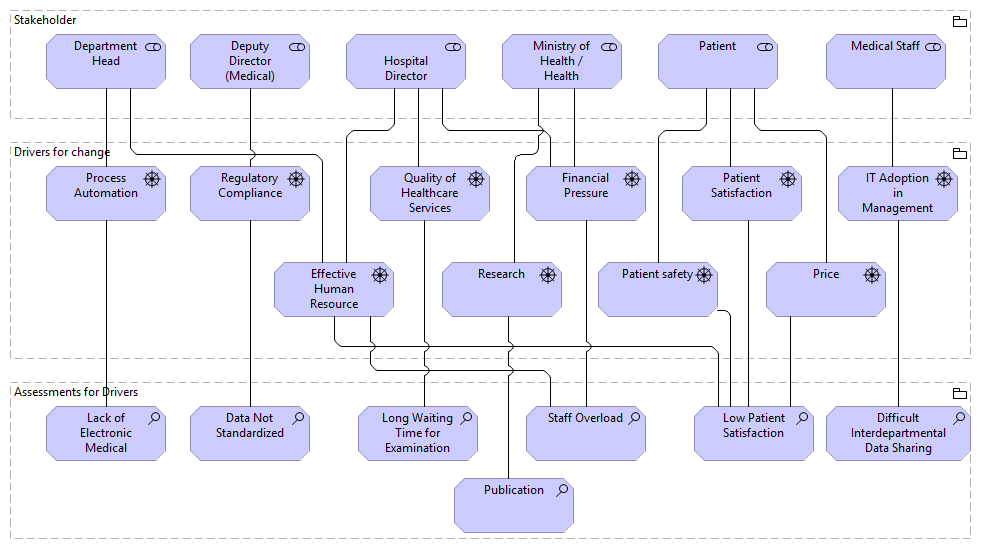 Stakeholder
Department
Head
Deputy
Director
(Medical)
Hospital
Director
Ministry of
Health /
Health
Patient
Medical Staff
Drivers for change
Process
Automation
Regulatory
Compliance
Quality of
Healthcare
Services
Financial
Pressure
Patient
Satisfaction
IT Adoption
in
Management
Effective
Human
Resource
Research
Patient safety
Price
Assessments for Drivers
Lack of
Electronic
Medical
Data Not
Standardized
Long Waiting
Time for
Examination
Staff Overload
Low Patient
Satisfaction
Difficult
Interdepartmental
Data Sharing
Publication